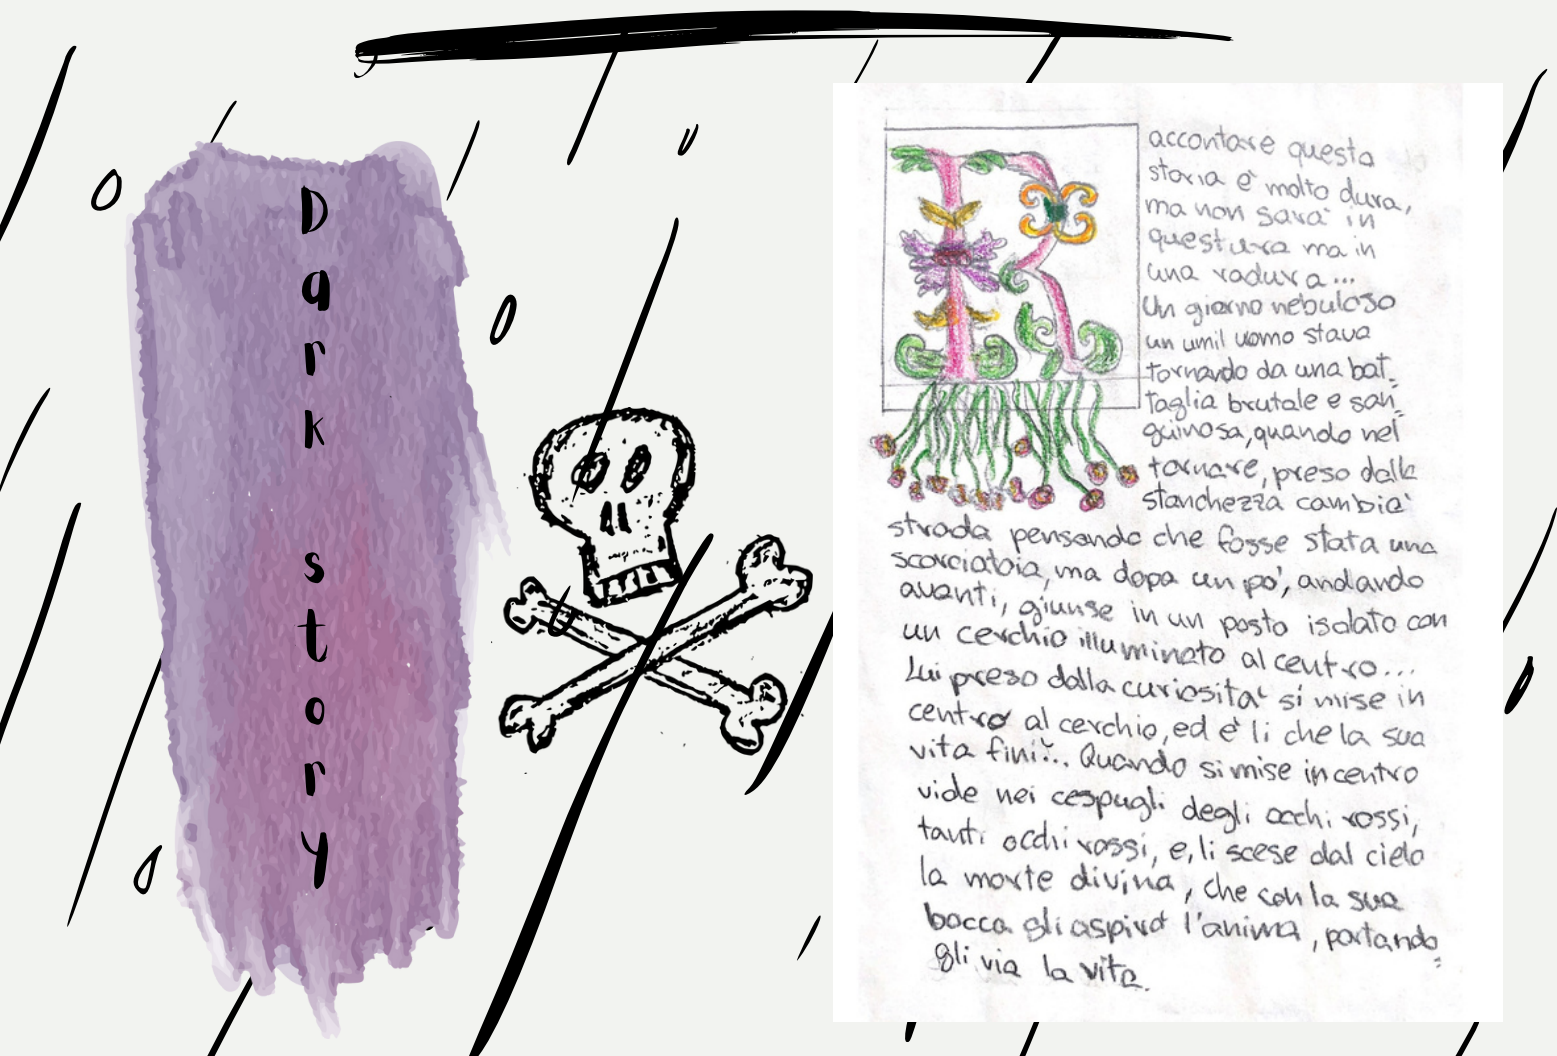 Dark story
R
accontare questa
storia è molto dura,
ma non sarà in
questura ma in
una radura...
Un giorno nebuloso
un umil uomo stava
tornando da una bat=
taglia brutale e san=
guinosa, quando nel
tornare, preso dalla
stanchezza cambiò
strada pensando che fosse stata una
scorciatoia, ma dopo un po', andando
avanti, giunse in un posto isolato con
un cerchio illuminato al centro...
Lui preso dalla curiosità si mise in
centro al cerchio, ed è li che la sua
vita finì... Quando si mise in centro
vide nei cespugli degli occhi rossi,
tanti occhi rossi, e, li scese dal cielo
la morte divina, che con la sua
bocca gli aspirò l'anima, portando=
gli via la vita.